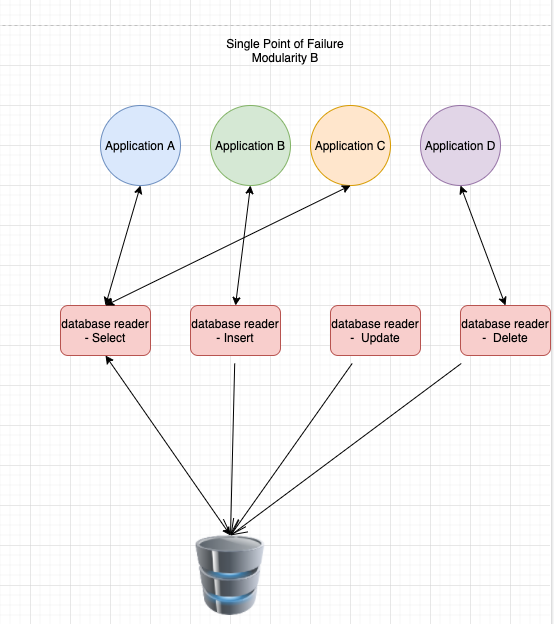 Single Point of Failure
Modularity B
Application A
Application B
Application C
Application D
database reader
- Select
database reader
- Insert
database reader
- Update
database reader
- Delete